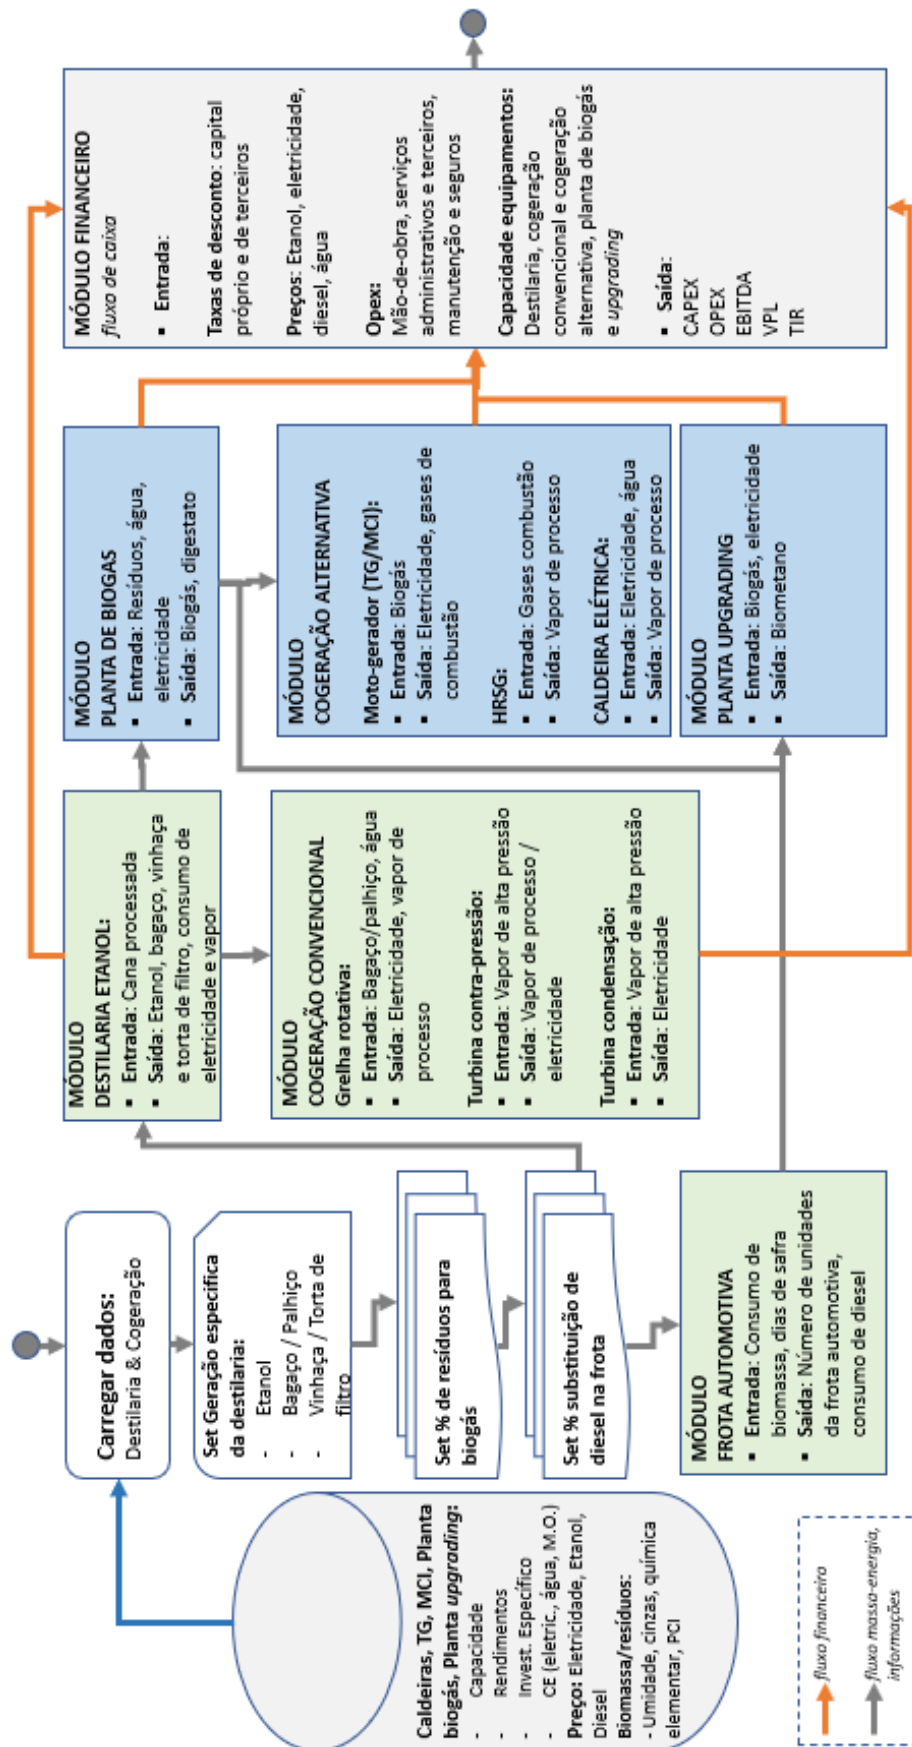 Caldeiras, TG, MCI, Planta
biogás, Planta upgrading:
- Capacidade
- Rendimentos
- Invest. Específico
- CE (eletric., água, M.O.)
Preço: Eletricidade, Etanol,
Diesel
Biomassa/resíduos:
- Umidade, cinzas, química
elementar, PCI
fluxo financeiro
fluxo massa-energia,
informações
Carregar dados:
Destilaria & Cogeração
Set Geração especifica
da destilaria:
- Etanol
- Bagaço / Palhiço
- Vinhaça / Torta de
filtro
Set % de resíduos para
biogás
Set % substituição de
diesel na frota
MÓDULO
FROTA AUTOMOTIVA
▪ Entrada: Consumo de
biomassa, dias de safra
▪ Saída: Número de unidades
da frota automotiva,
consumo de diesel
MÓDULO
DESTILARIA ETANOL:
▪ Entrada: Cana processada
▪ Saída: Etanol, bagaço, vinhaça
e torta de filtro, consumo de
eletricidade e vapor
MÓDULO
COGERAÇÃO CONVENCIONAL
Grelha rotativa:
▪ Entrada: Bagaço/palhiço, água
▪ Saída: Eletricidade, vapor de
processo
Turbina contra-pressão:
▪ Entrada: Vapor de alta pressão
▪ Saída: Vapor de processo /
eletricidade
Turbina condensação:
▪ Entrada: Vapor de alta pressão
▪ Saída: Eletricidade
MÓDULO
PLANTA DE BIOGAS
▪ Entrada: Resíduos, água,
eletricidade
▪ Saída: Biogás, digestato
MÓDULO
COGERAÇÃO ALTERNATIVA
Moto-gerador (TG/MCI):
▪ Entrada: Biogás
▪ Saída: Eletricidade, gases de
combustão
HRSG:
▪ Entrada: Gases combustão
▪ Saída: Vapor de processo
CALDEIRA ELÉTRICA:
▪ Entrada: Eletricidade, água
▪ Saída: Vapor de processo
MÓDULO
PLANTA UPGRADING
▪ Entrada: Biogás, eletricidade
▪ Saída: Biometano
MÓDULO FINANCEIRO
fluxo de caixa
▪ Entrada:
Taxas de desconto: capital
próprio e de terceiros
Preços: Etanol, eletricidade,
diesel, água
Opex:
Mão-de-obra, serviços
administrativos e terceiros,
manutenção e seguros
Capacidade equipamentos:
Destilaria, cogeração
convencional e cogeração
alternativa, planta de biogás
e upgrading
▪ Saída:
CAPEX
OPEX
EBITDA
VPL
TIR